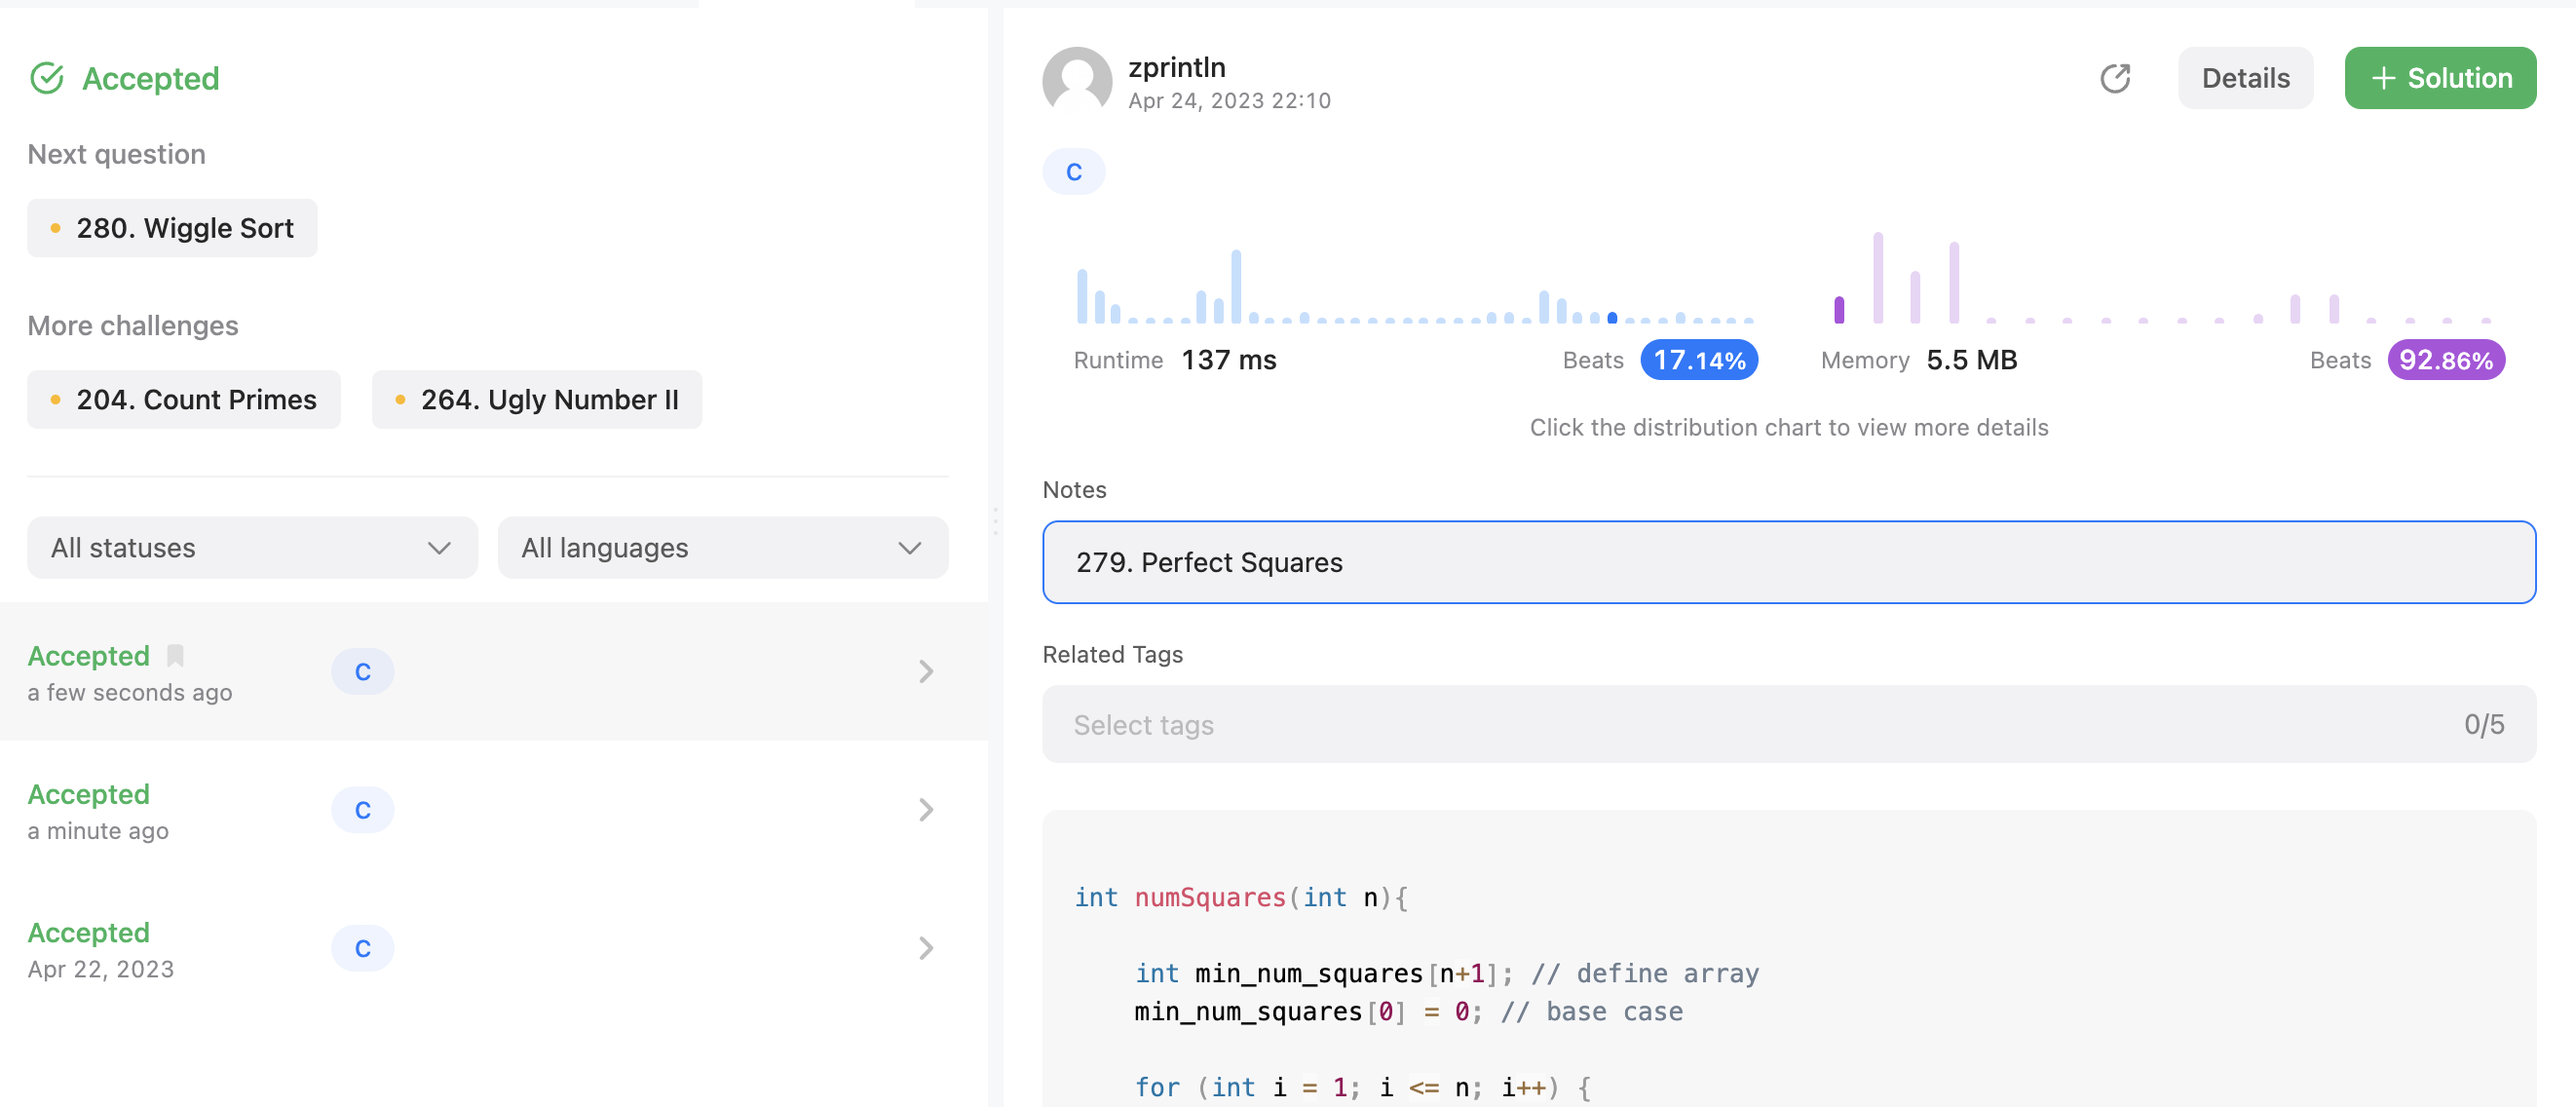 Accepted
Next question
280. Wiggle Sort
More challenges
204. Count Primes
264. Ugly Number II
All statuses
All languages
Accepted
a few seconds ago
C
Accepted
a minute ago
C
Accepted
Apr 22, 2023
C
zprintln
Apr 24, 2023 22:10
Details
+ Solution
C
Runtime 137 ms
Beats 17.14%
Memory 5.5 MB
Beats 92.86%
Click the distribution chart to view more details
Notes
279. Perfect Squares
Related Tags
Select tags
0/5
int numSquares(int n){
    int min_num_squares[n+1]; // define array
    min_num_squares[0] = 0; // base case
    for (int i = 1; i <= n; i++) {